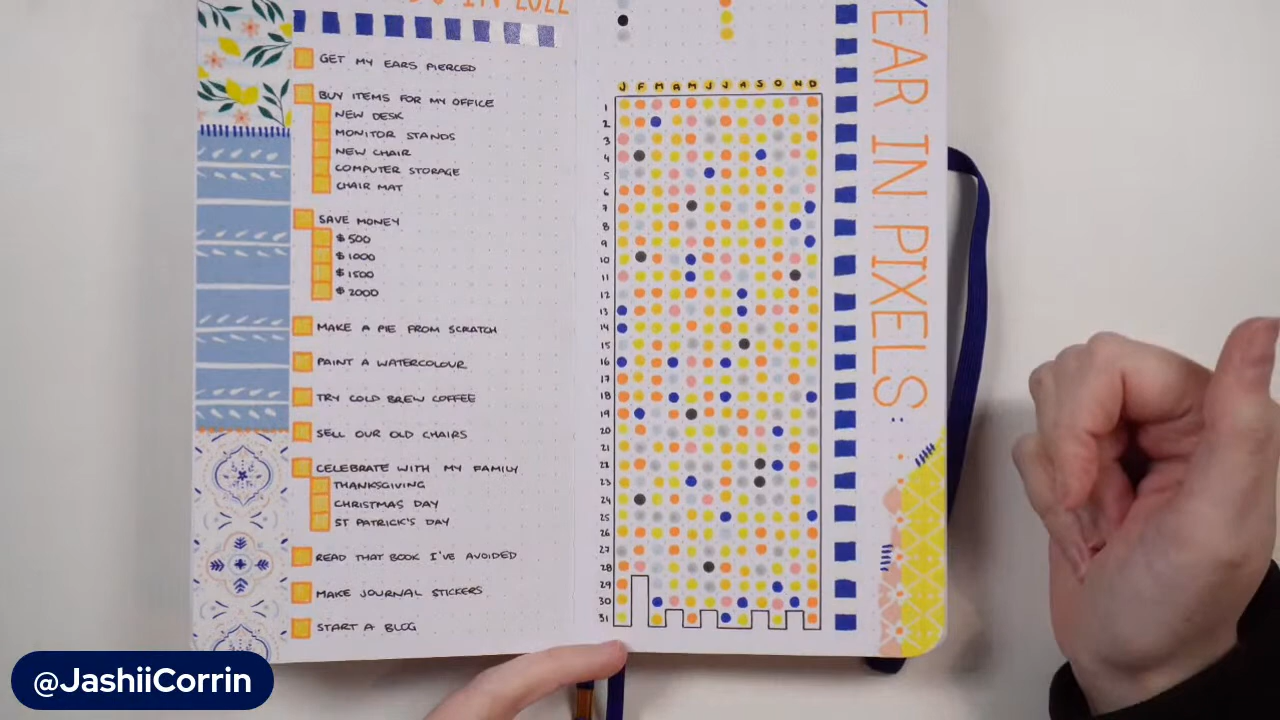 IN 2022
GET MY EARS PIERCED
BUY ITEMS FOR MY OFFICE
NEW DESK
MONITOR STANDS
NEW CHAIR
COMPUTER STORAGE
CHAIR MAT
SAVE MONEY
$500
$1000
$1500
$2000
MAKE A PIE FROM SCRATCH
PAINT A WATERCOLOUR
TRY COLD BREW COFFEE
SELL OUR OLD CHAIRS
CELEBRATE WITH MY FAMILY
THANKSGIVING
CHRISTMAS DAY
ST PATRICK'S DAY
READ THAT BOOK I'VE AVOIDED
MAKE JOURNAL STICKERS
START A BLOG
J F M A M J J A S O N D
1
2
3
4
5
6
7
8
9
10
11
12
13
14
15
16
17
18
19
20
21
22
23
24
25
26
27
28
29
30
31
YEAR IN PIXELS:
@JashiiCorrin